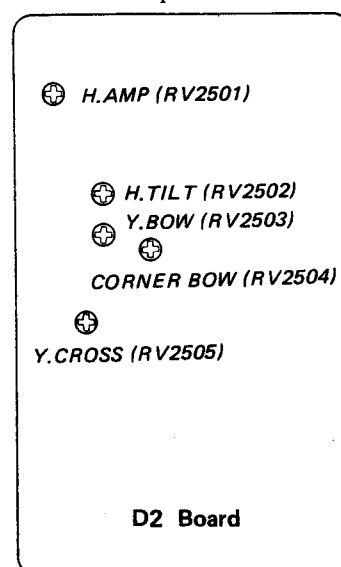 H.AMP (RV2501)
H.TILT (RV2502)
Y.BOW (RV2503)
CORNER BOW (RV2504)
Y.CROSS (RV2505)
D2 Board